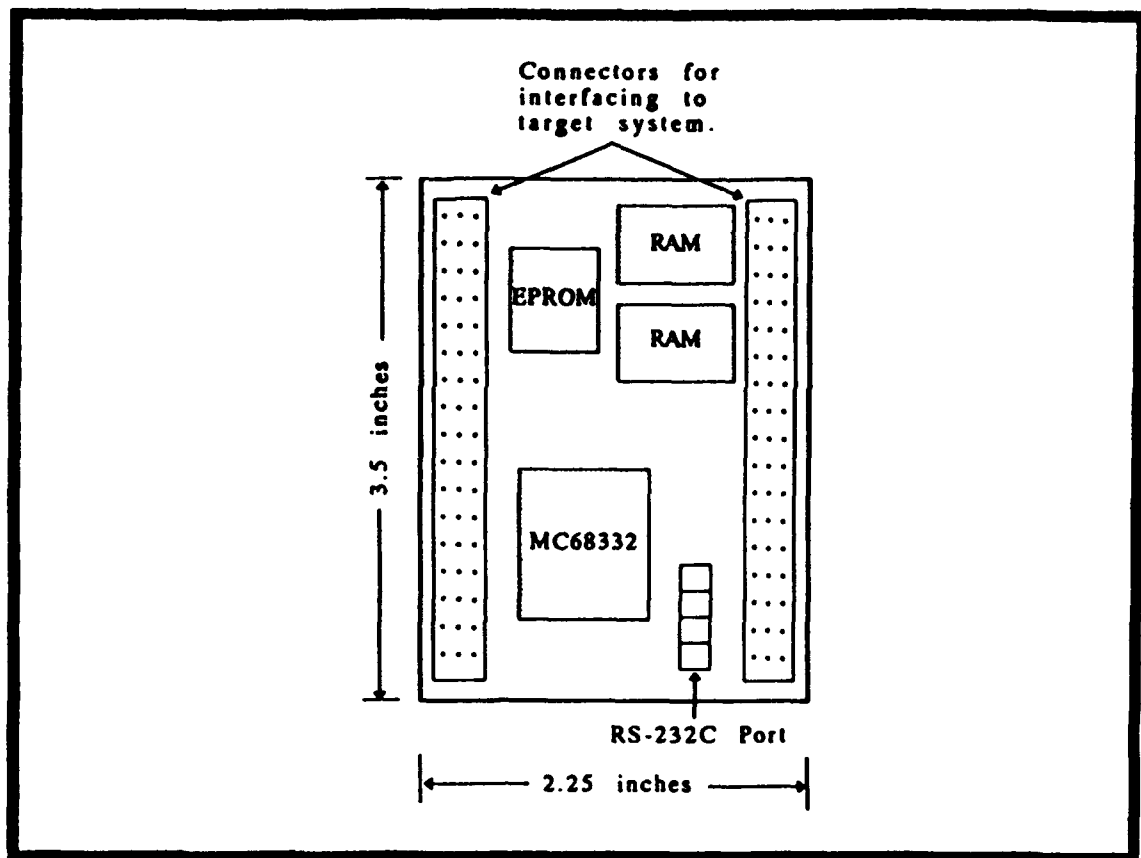 Connectors for
interfacing to
target system.
RAM
EPROM
RAM
3.5 inches
MC68332
RS-232C Port
2.25 inches